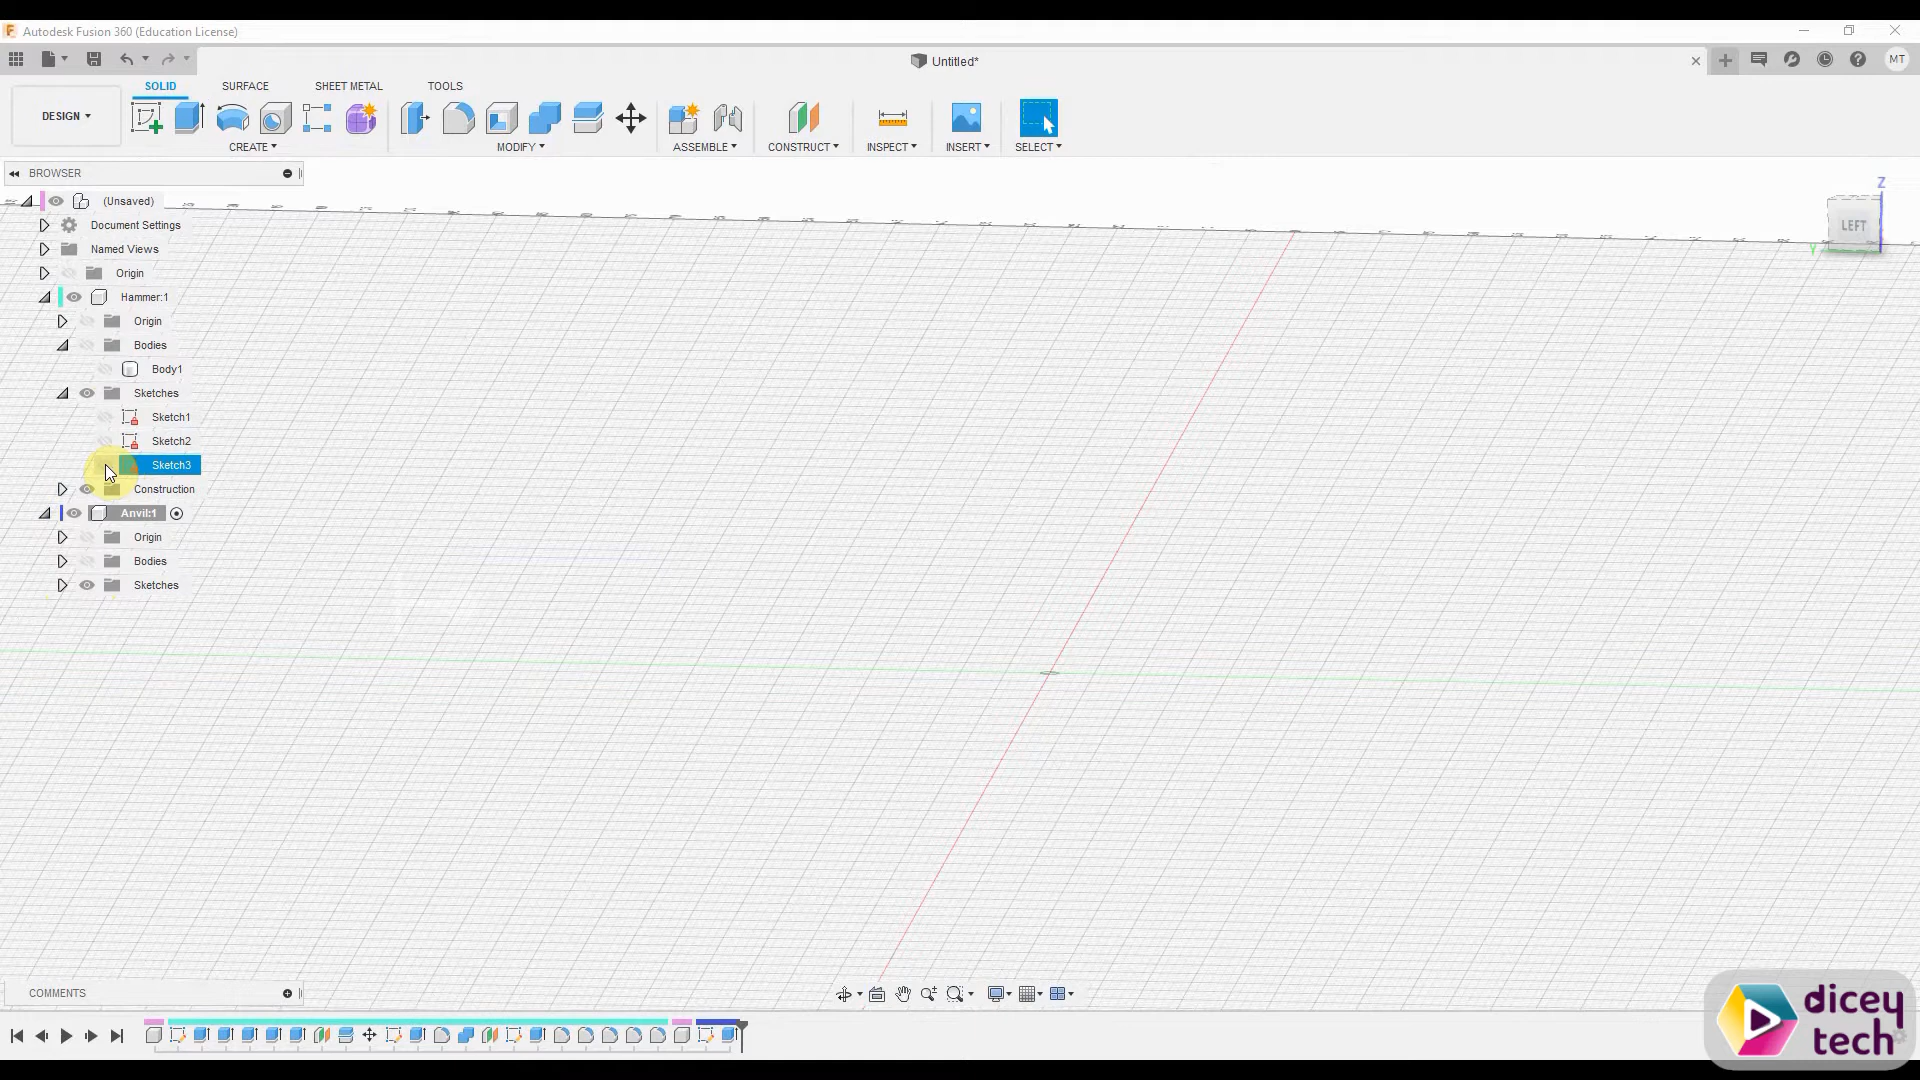 Autodesk Fusion 360 (Education License)
Untitled*
MT
SOLID
SURFACE
SHEET METAL
TOOLS
DESIGN
CREATE
MODIFY
ASSEMBLE
CONSTRUCT
INSPECT
INSERT
SELECT
BROWSER
(Unsaved)
Document Settings
Named Views
Origin
Hammer:1
Origin
Bodies
Body1
Sketches
Sketch1
Sketch2
Sketch3
Construction
Anvil:1
Origin
Bodies
Sketches
Z
LEFT
Y
COMMENTS
dicey
tech